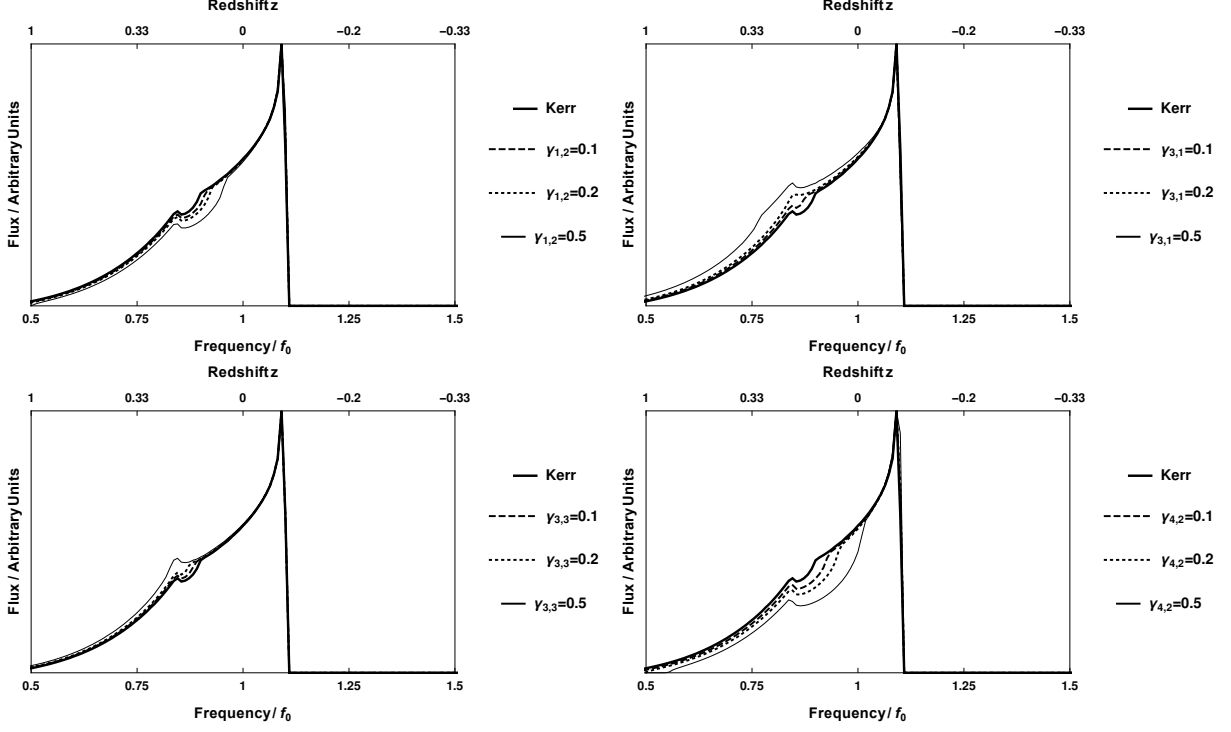 Redshift z
1 0.33 0 −0.2 −0.33
Flux / Arbitrary Units
Kerr
γ1,2=0.1
γ1,2=0.2
γ1,2=0.5
0.5 0.75 1 1.25 1.5
Frequency / f0
Redshift z
1 0.33 0 −0.2 −0.33
Flux / Arbitrary Units
Kerr
γ3,1=0.1
γ3,1=0.2
γ3,1=0.5
0.5 0.75 1 1.25 1.5
Frequency / f0
Redshift z
1 0.33 0 −0.2 −0.33
Flux / Arbitrary Units
Kerr
γ3,3=0.1
γ3,3=0.2
γ3,3=0.5
0.5 0.75 1 1.25 1.5
Frequency / f0
Redshift z
1 0.33 0 −0.2 −0.33
Flux / Arbitrary Units
Kerr
γ4,2=0.1
γ4,2=0.2
γ4,2=0.5
0.5 0.75 1 1.25 1.5
Frequency / f0